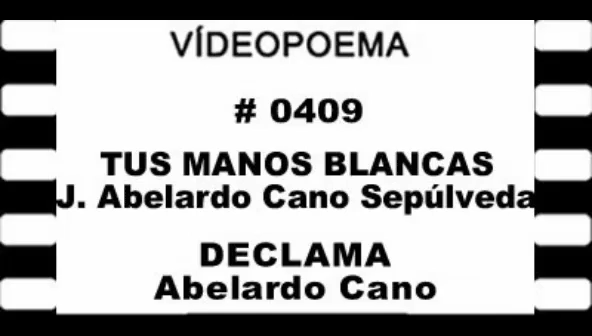 VÍDEOPOEMA
# 0409
TUS MANOS BLANCAS
J. Abelardo Cano Sepúlveda
DECLAMA
Abelardo Cano